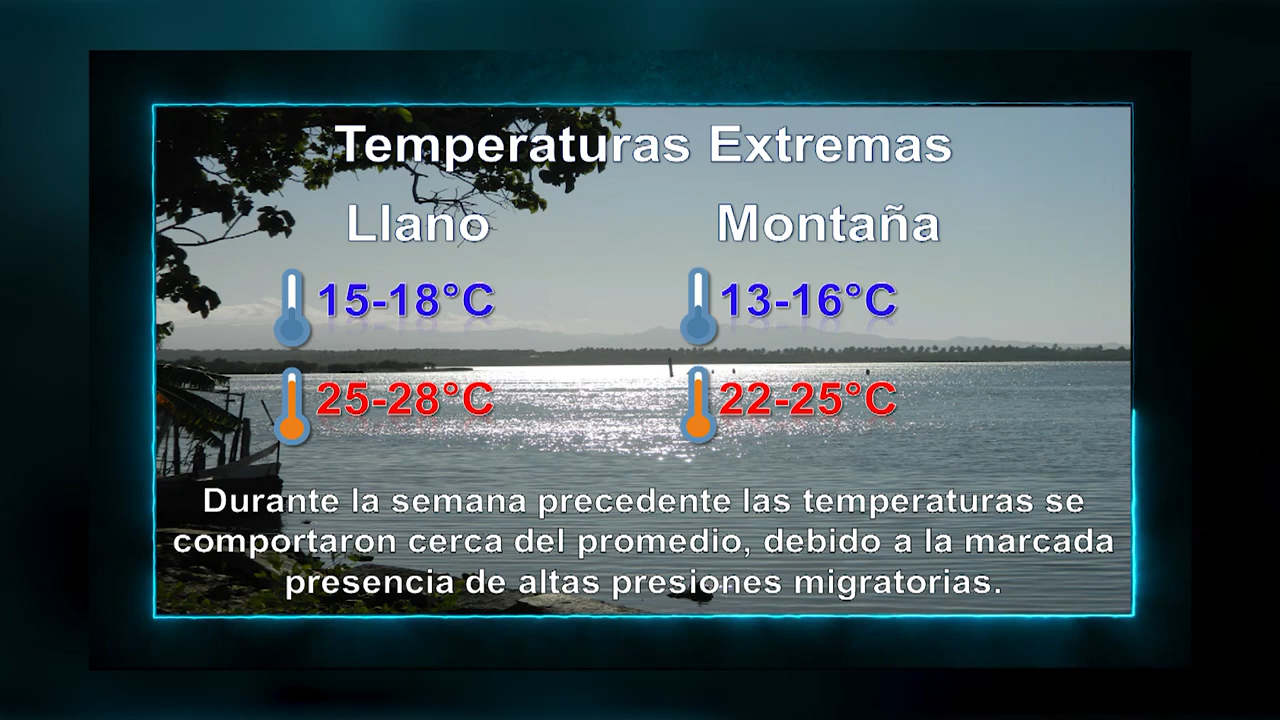 Temperaturas Extremas
Llano Montaña
15-18°C 13-16°C
25-28°C 22-25°C
Durante la semana precedente las temperaturas se
comportaron cerca del promedio, debido a la marcada
presencia de altas presiones migratorias.